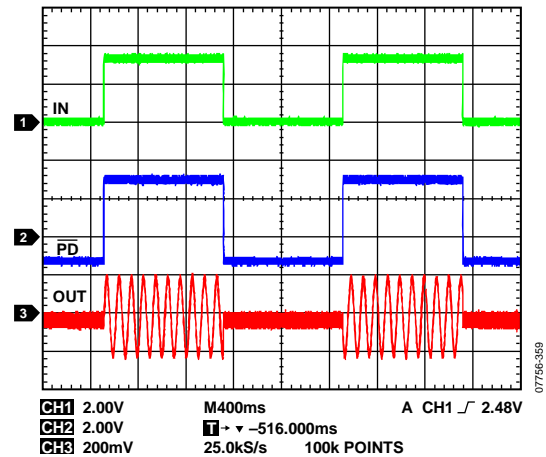 IN
1
2
PD
OUT
3
CH1 2.00V M400ms A CH1 2.48V
CH2 2.00V T → ▼ –516.000ms
CH3 200mV 25.0kS/s 100k POINTS
07756-359